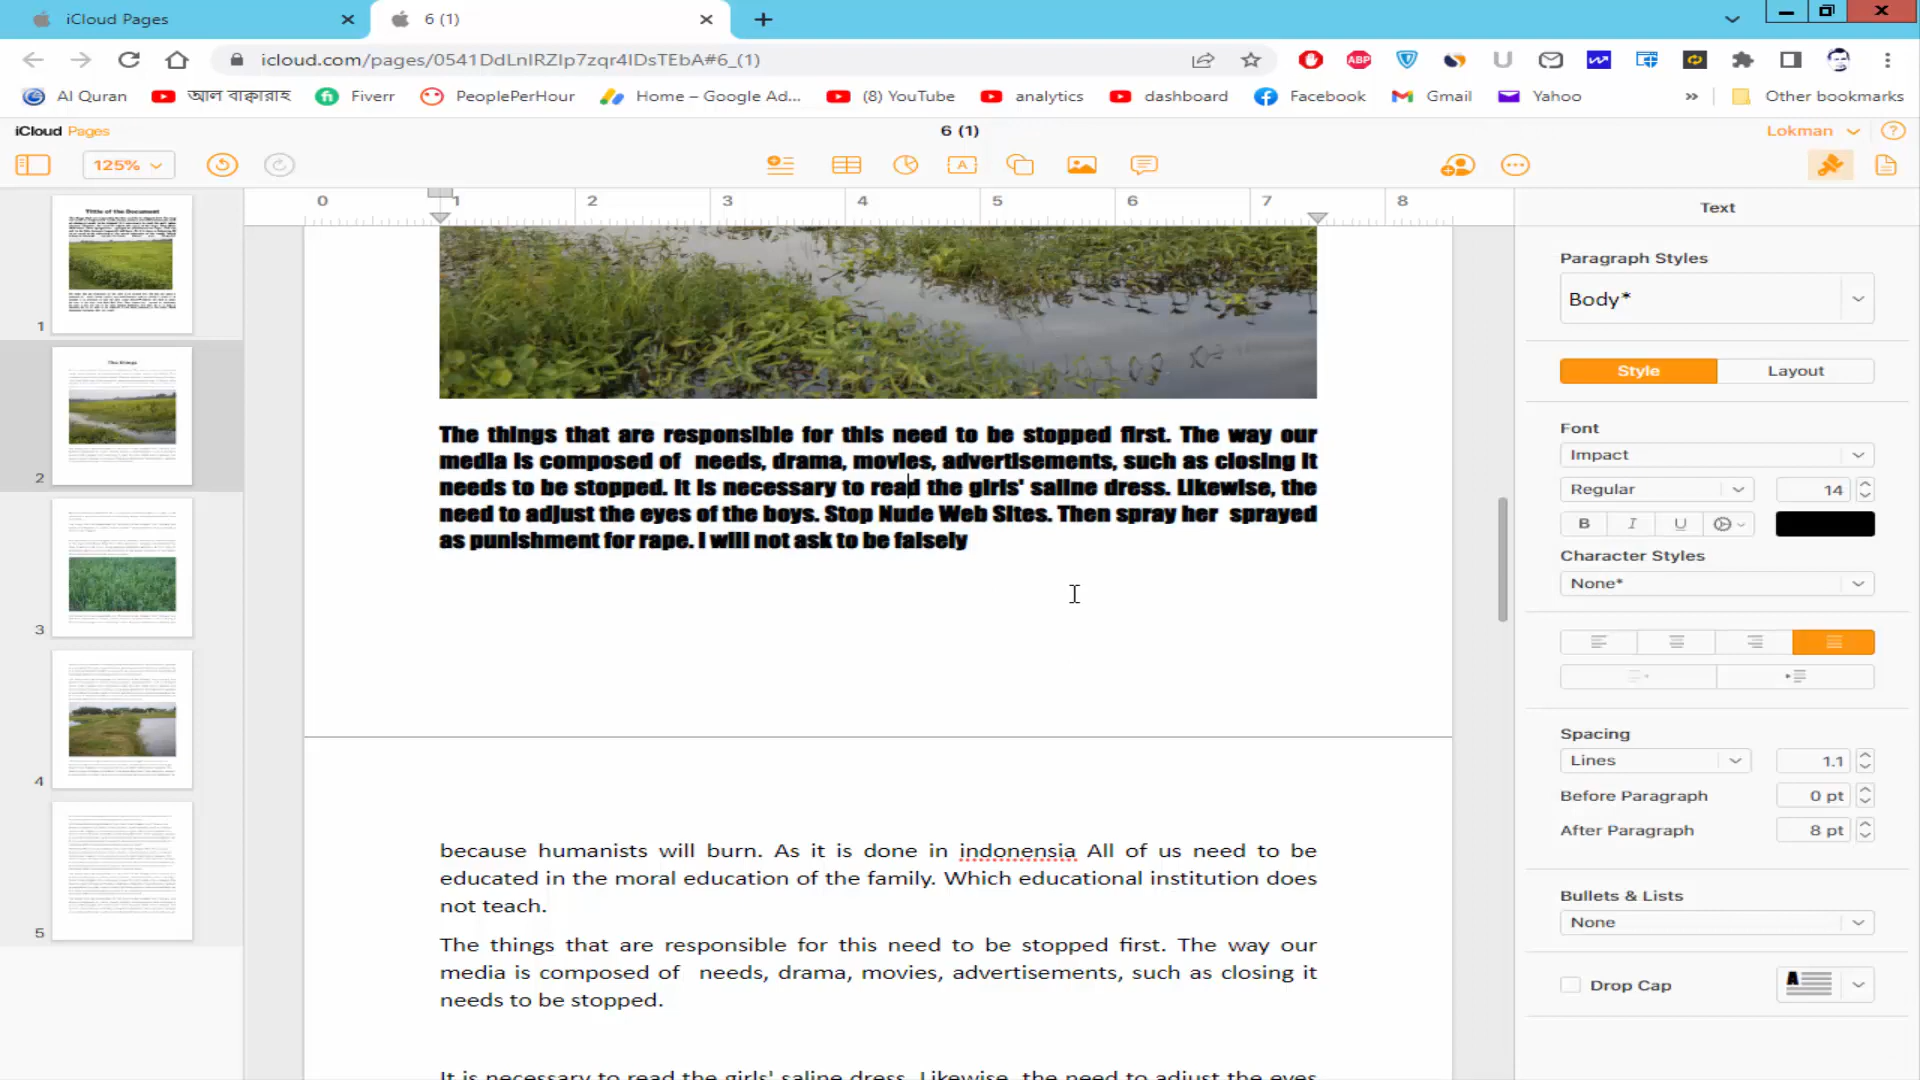 iCloud Pages
6 (1)
icloud.com/pages/0541DdLnIRZIp7zqr4IDsTEbA#6_(1)
ABP
Al Quran
আল বাক্বারাহ
Fiverr
PeoplePerHour
Home – Google Ad...
(8) YouTube
analytics
dashboard
Facebook
Gmail
Yahoo
»
Other bookmarks
iCloud Pages
6 (1)
Lokman
125%
0 1 2 3 4 5 6 7 8
Text
Title of the Document
1
The things
2
3
4
5
The things that are responsible for this need to be stopped first. The way our
media is composed of needs, drama, movies, advertisements, such as closing it
needs to be stopped. It is necessary to read the girls' saline dress. Likewise, the
need to adjust the eyes of the boys. Stop Nude Web Sites. Then spray her sprayed
as punishment for rape. I will not ask to be falsely
because humanists will burn. As it is done in indonensia All of us need to be
educated in the moral education of the family. Which educational institution does
not teach.
The things that are responsible for this need to be stopped first. The way our
media is composed of needs, drama, movies, advertisements, such as closing it
needs to be stopped.
It is necessary to read the girls' saline dress. Likewise, the need to adjust the eyes
Paragraph Styles
Body*
Style
Layout
Font
Impact
Regular
14
B I U
Character Styles
None*
Spacing
Lines
1.1
Before Paragraph
0 pt
After Paragraph
8 pt
Bullets & Lists
None
Drop Cap
A